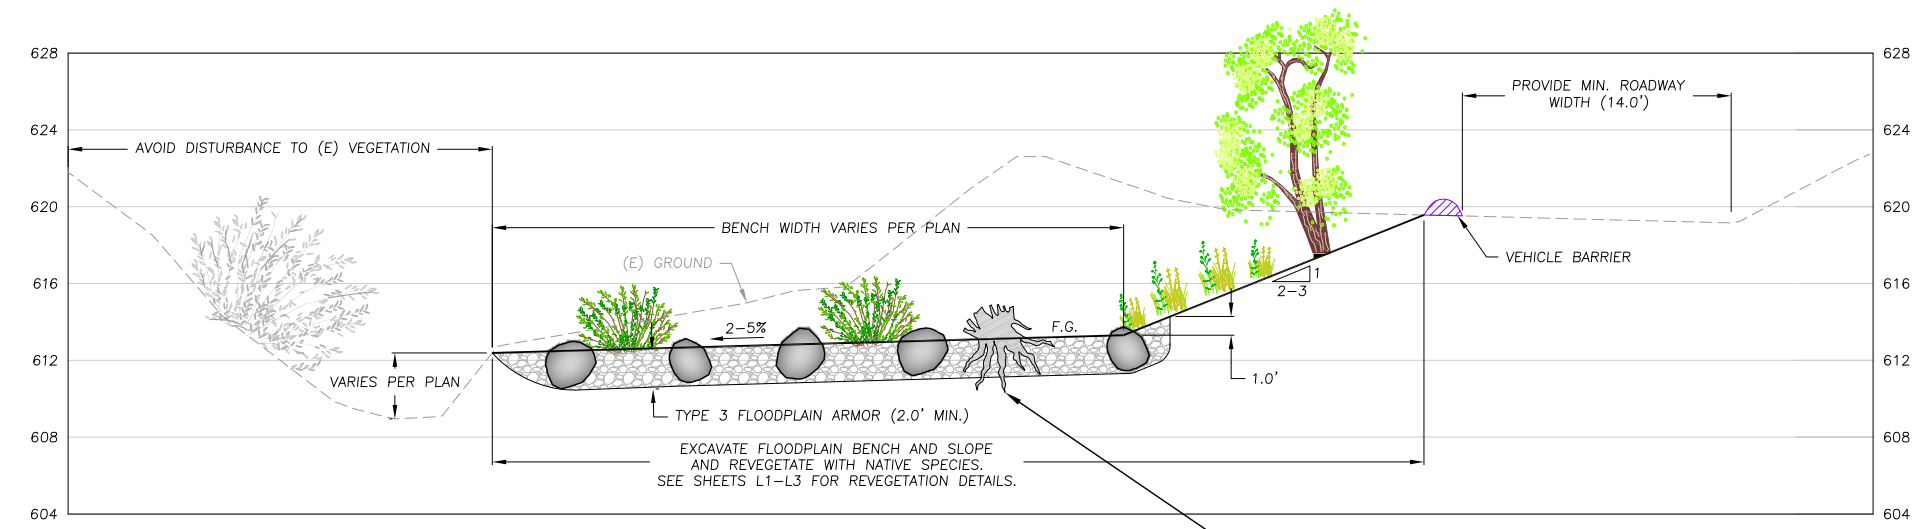 628
628
PROVIDE MIN. ROADWAY
WIDTH (14.0')
624
624
AVOID DISTURBANCE TO (E) VEGETATION
620
620
BENCH WIDTH VARIES PER PLAN
(E) GROUND
VEHICLE BARRIER
616
616
1
2-3
2-5%
F.G.
612
612
VARIES PER PLAN
1.0'
TYPE 3 FLOODPLAIN ARMOR (2.0' MIN.)
608
608
EXCAVATE FLOODPLAIN BENCH AND SLOPE
AND REVEGETATE WITH NATIVE SPECIES.
SEE SHEETS L1-L3 FOR REVEGETATION DETAILS.
604
604